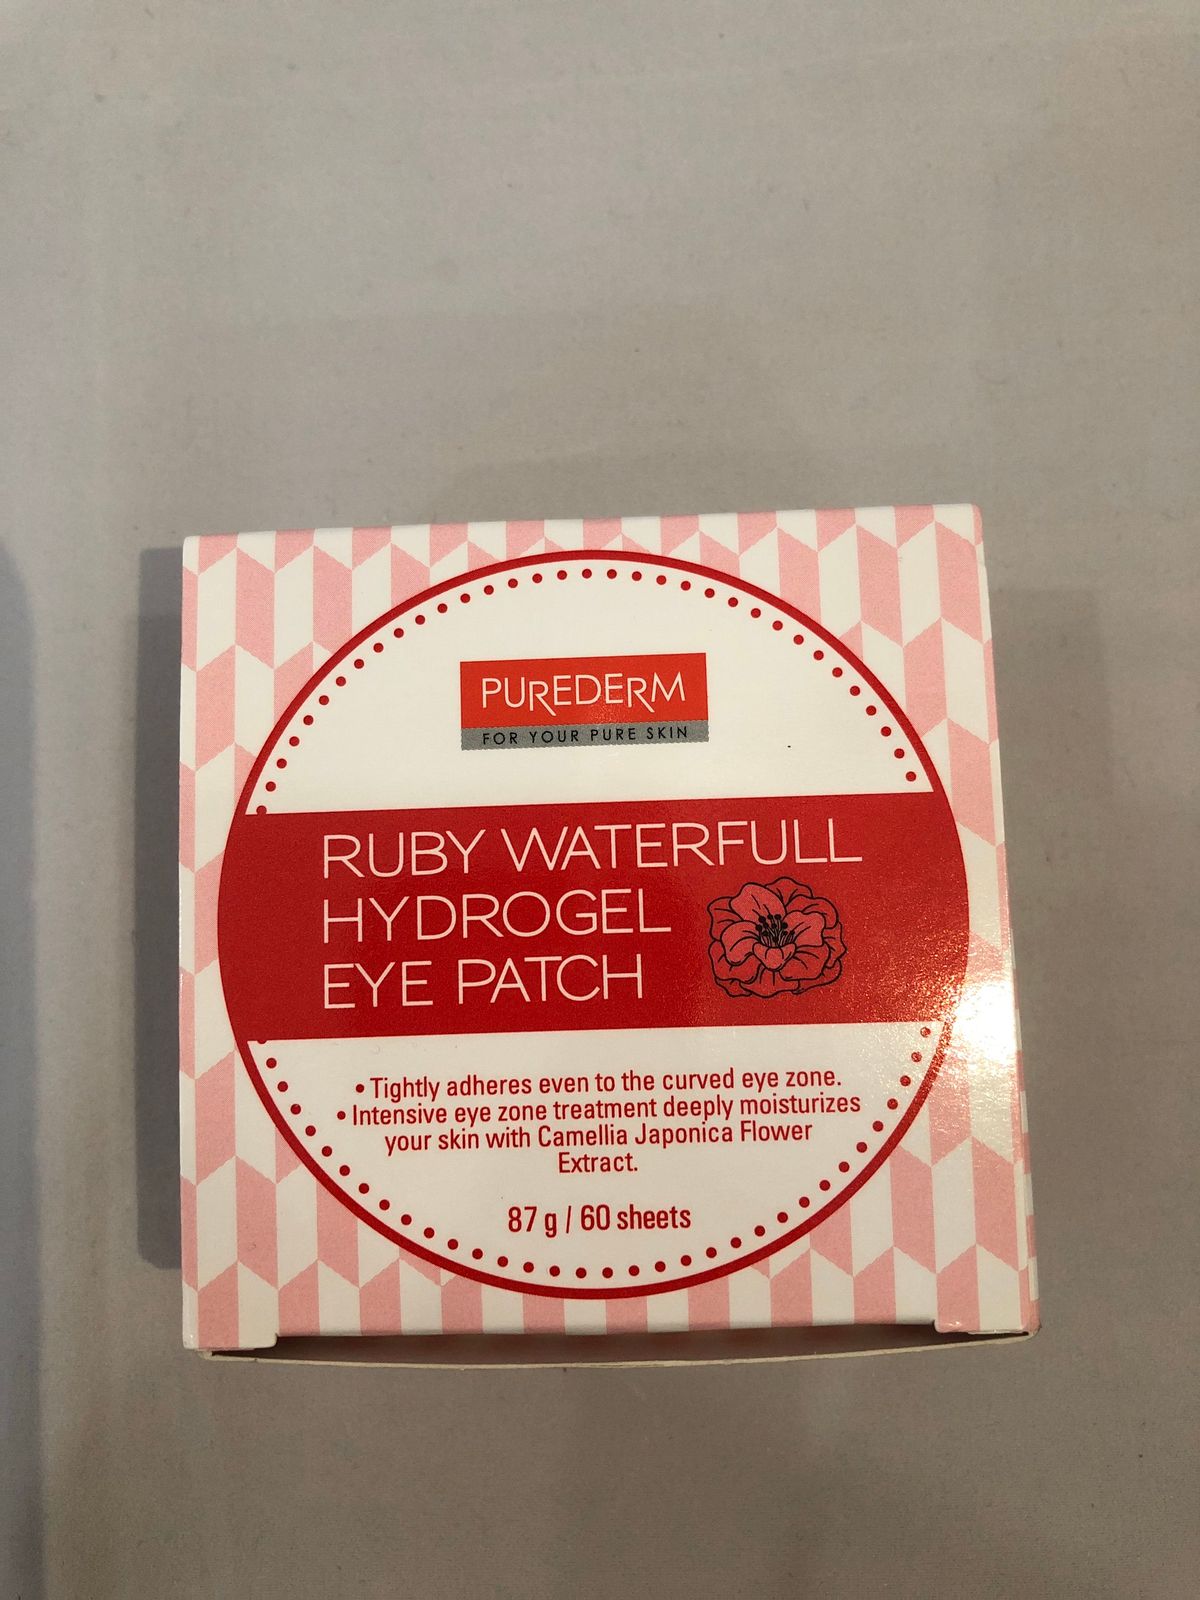 PUREDERM
FOR YOUR PURE SKIN
RUBY WATERFULL
HYDROGEL
EYE PATCH
• Tightly adheres even to the curved eye zone.
• Intensive eye zone treatment deeply moisturizes
your skin with Camellia Japonica Flower
Extract.
87 g / 60 sheets